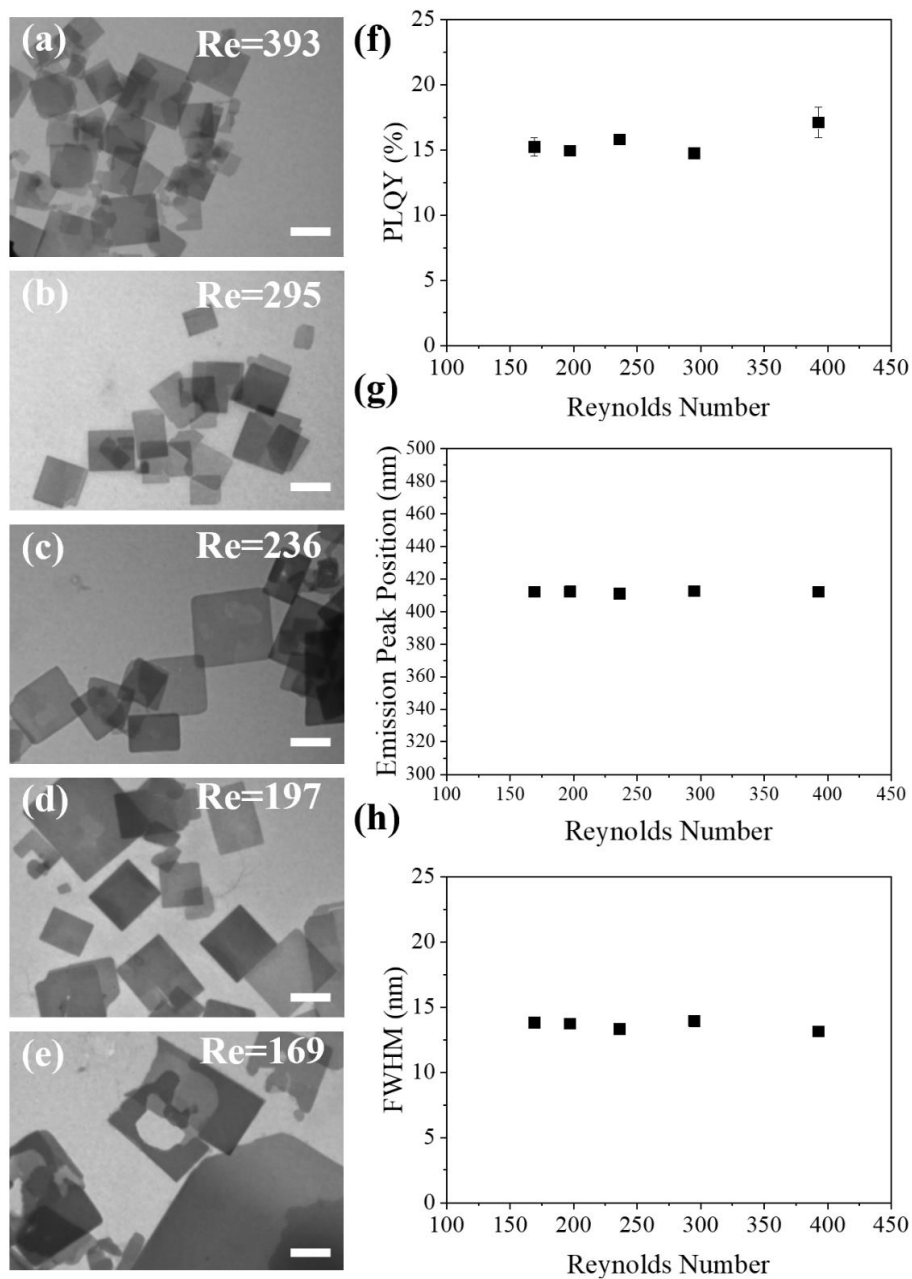 (a)
Re=393
(b)
Re=295
(c)
Re=236
(d)
Re=197
(e)
Re=169
(f)
25
20
15
10
5
0
PLQY (%)
100 150 200 250 300 350 400 450
Reynolds Number
(g)
500
480
460
440
420
400
380
360
340
320
300
Emission Peak Position (nm)
100 150 200 250 300 350 400 450
Reynolds Number
(h)
25
20
15
10
5
0
FWHM (nm)
100 150 200 250 300 350 400 450
Reynolds Number